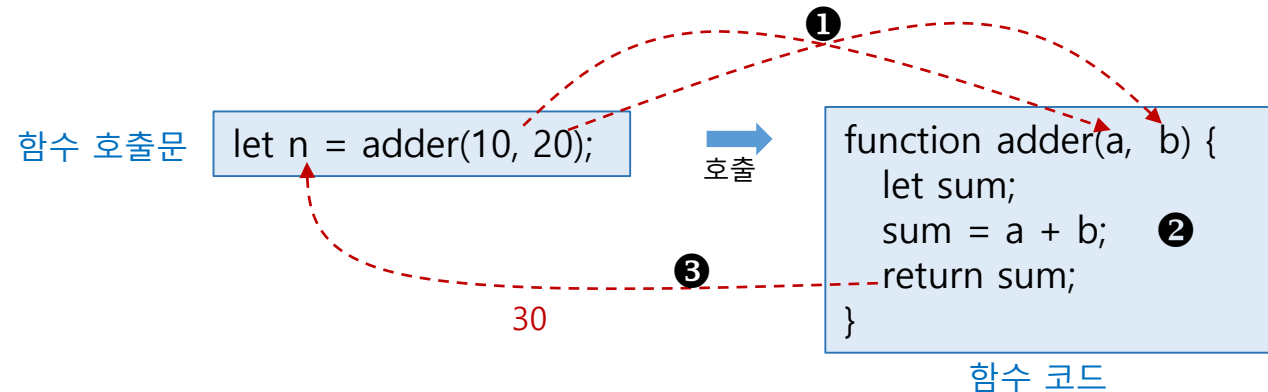 ❶
함수 호출문
let n = adder(10, 20);
호출
function adder(a, b) {
let sum;
sum = a + b; ❷
return sum;
}
❸
30
함수 코드